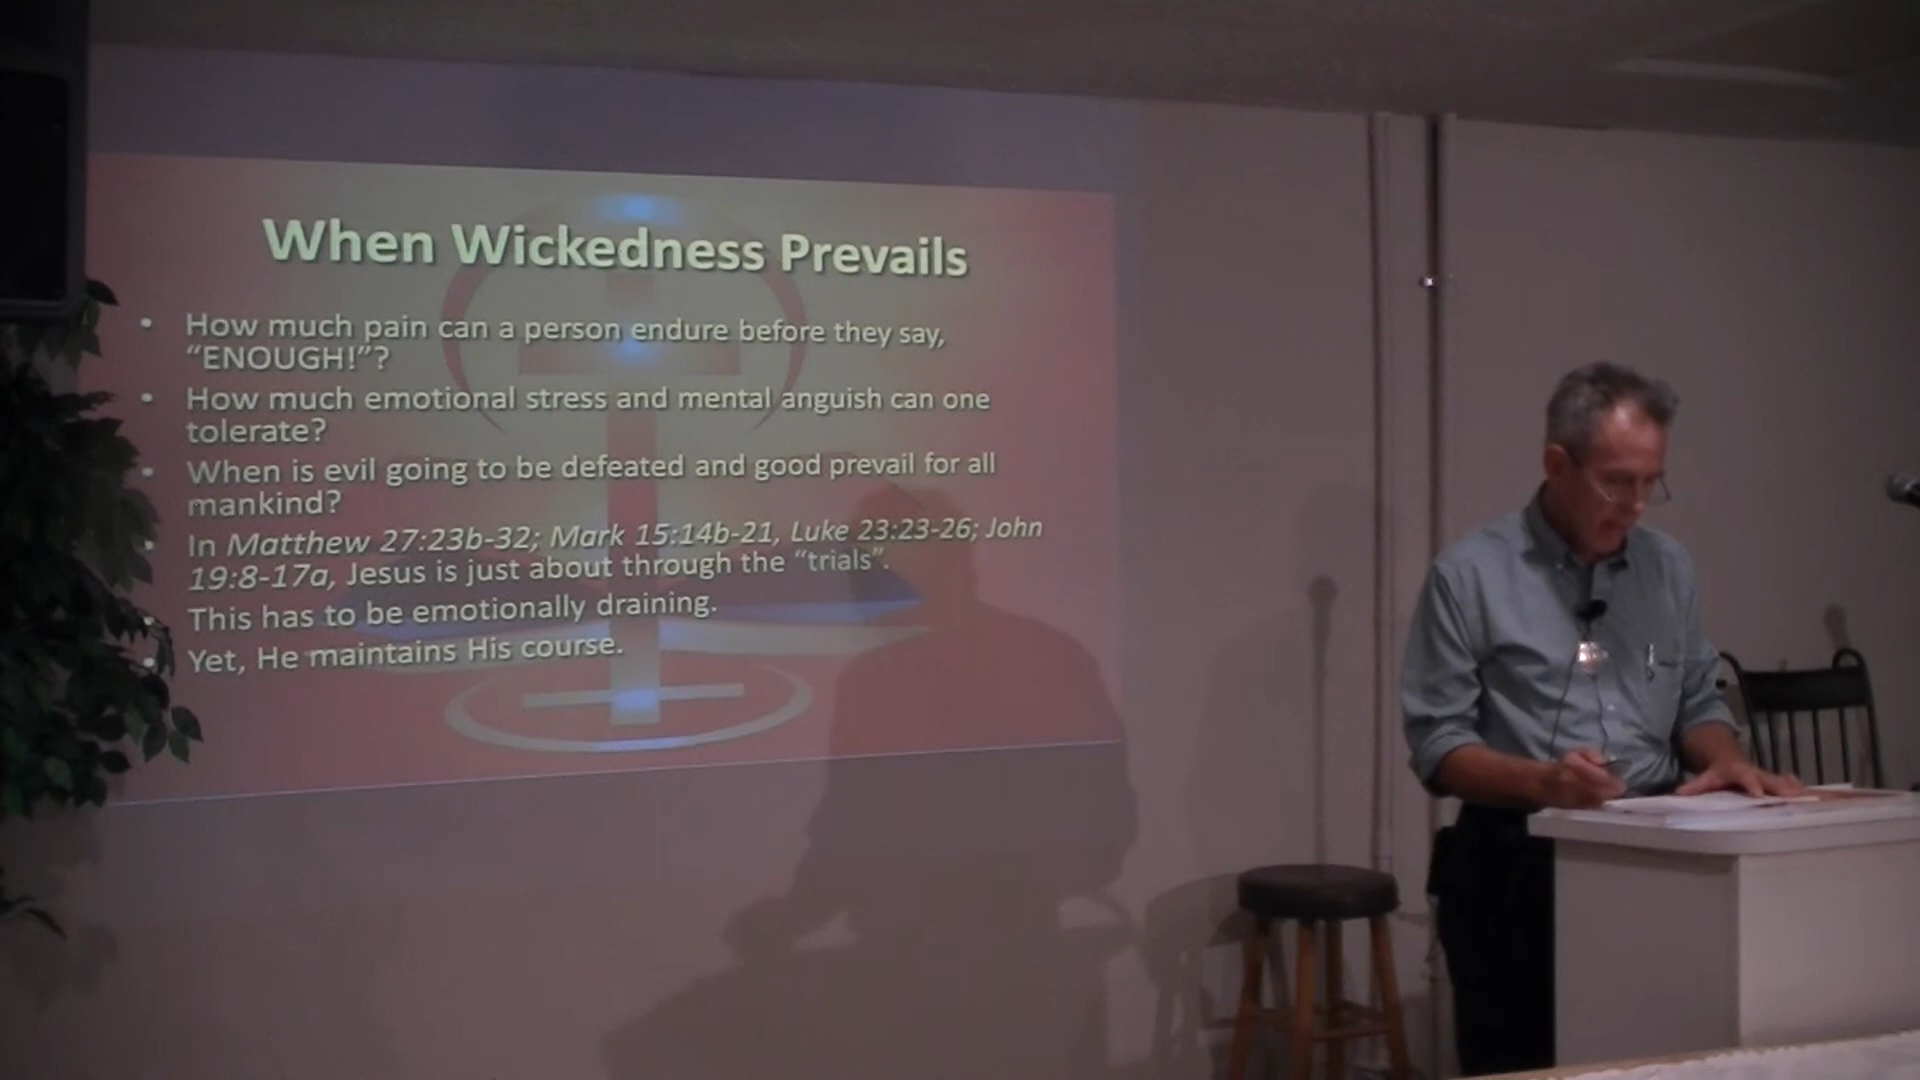 When Wickedness Prevails
• How much pain can a person endure before they say,
“ENOUGH!”?
• How much emotional stress and mental anguish can one
tolerate?
• When is evil going to be defeated and good prevail for all
mankind?
• In Matthew 27:23b-32; Mark 15:14b-21, Luke 23:23-26; John
19:8-17a, Jesus is just about through the “trials”.
• This has to be emotionally draining.
• Yet, He maintains His course.